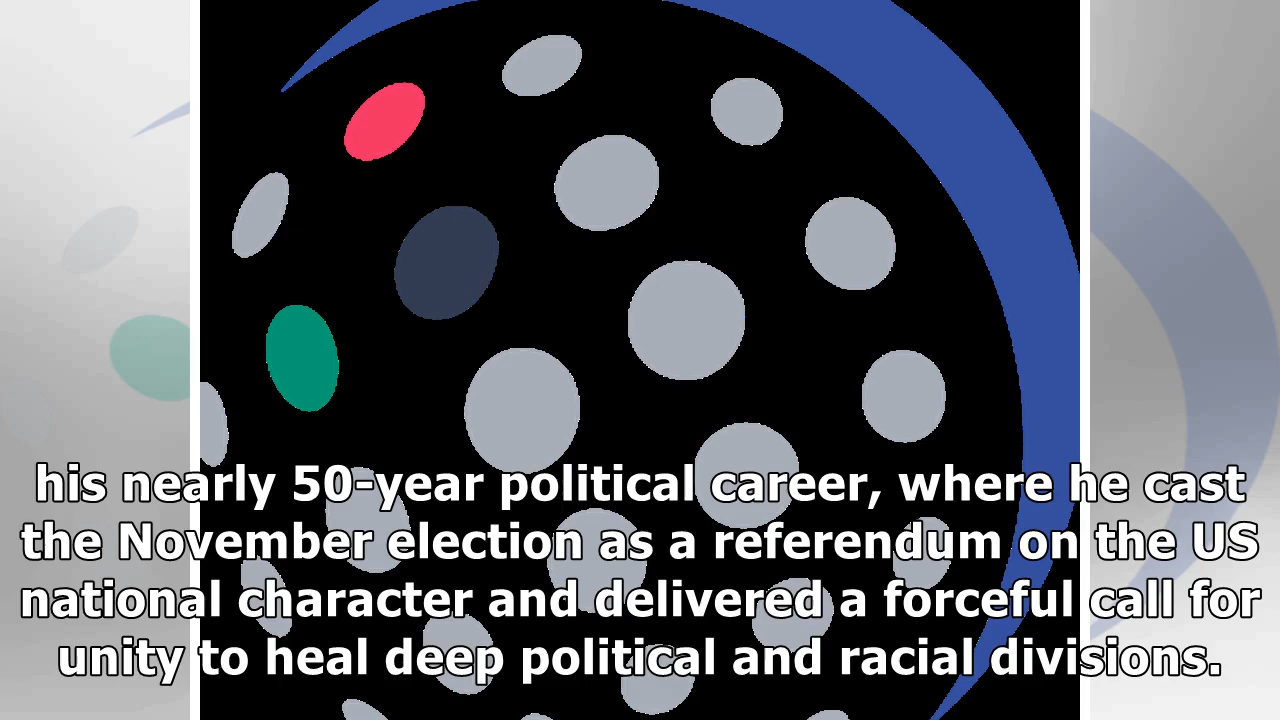 his nearly 50-year political career, where he cast
the November election as a referendum on the US
national character and delivered a forceful call for
unity to heal deep political and racial divisions.